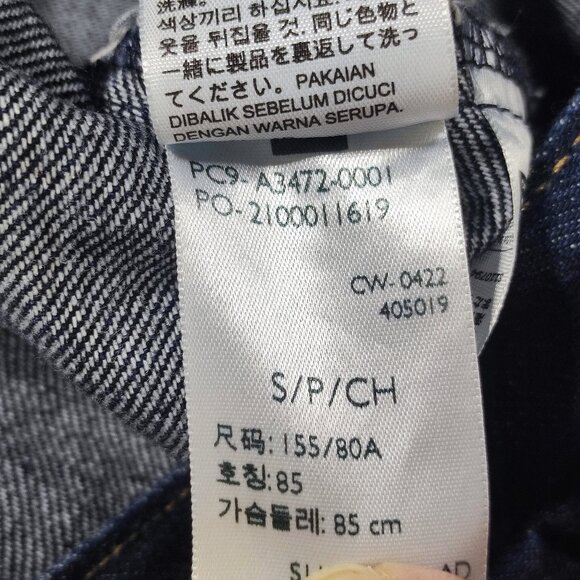 洗濯。
색상끼리 하십시오.
옷을 뒤집을 것. 同じ色物と
一緒に製品を裏返して洗っ
てください。PAKAIAN
DIBALIK SEBELUM DICUCI
DENGAN WARNA SERUPA.
PC9-A3472-0001
PO-2100011619
CW-0422
405019
S/P/CH
尺码: 155/80A
호칭: 85
가슴둘레: 85 cm